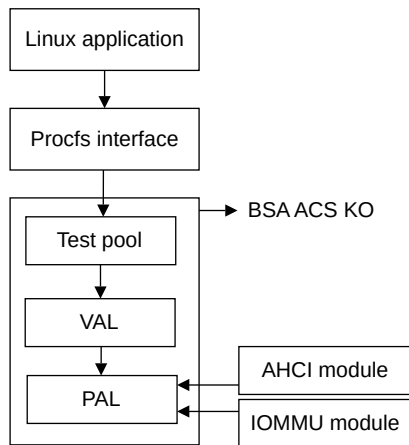 Linux application
Procfs interface
BSA ACS KO
Test pool
VAL
AHCI module
PAL
IOMMU module